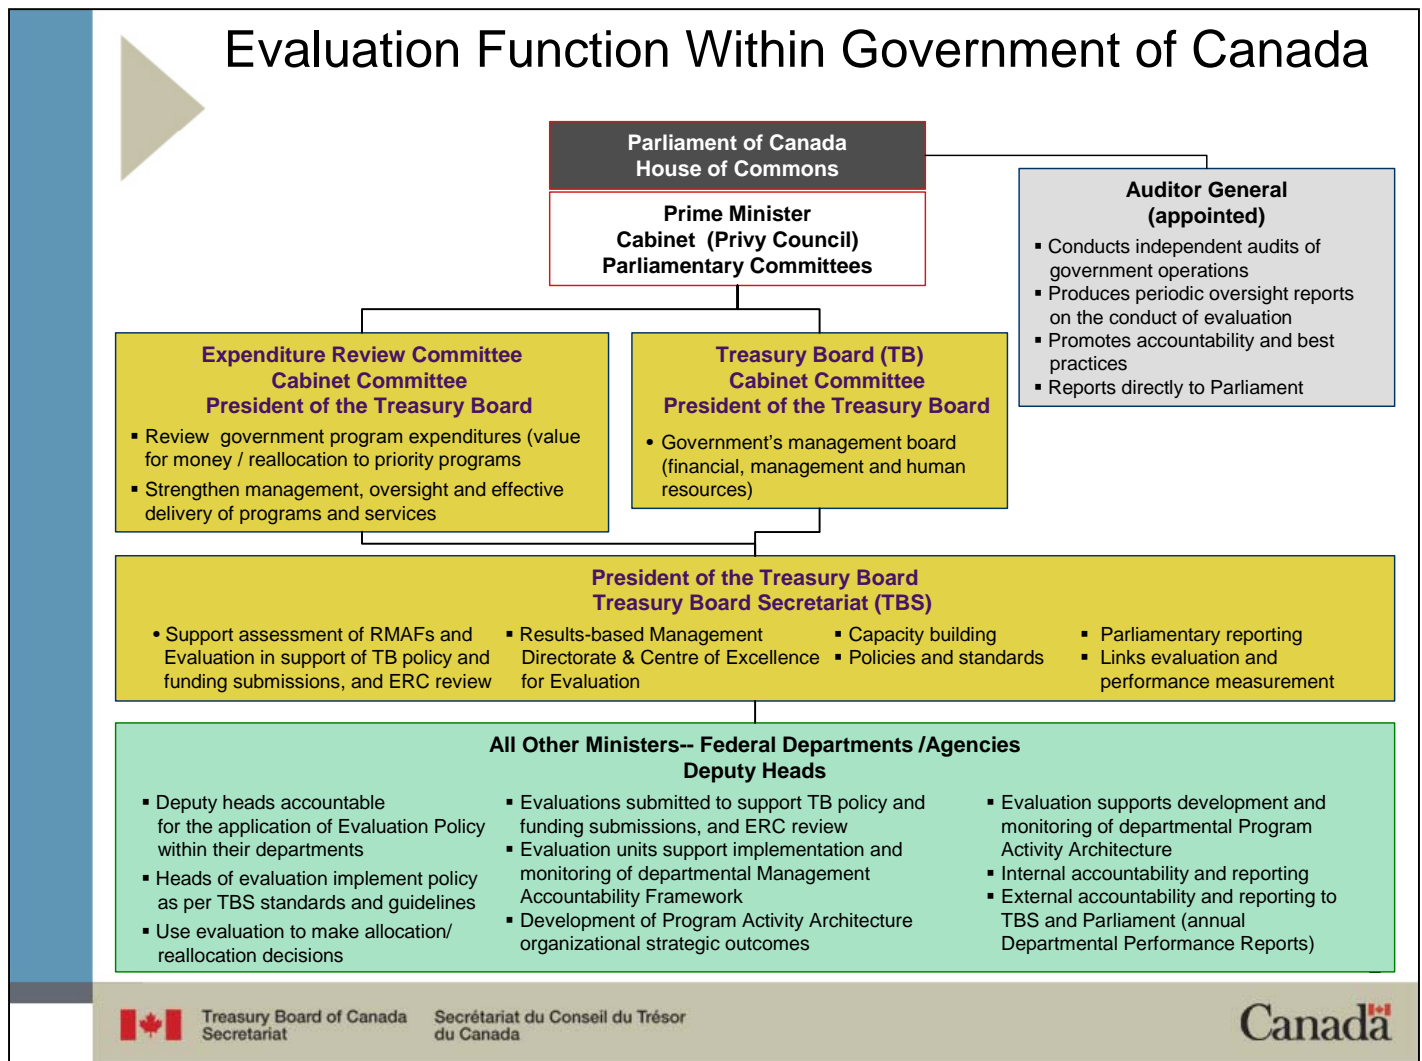 Evaluation Function Within Government of Canada
Parliament of Canada
House of Commons
Prime Minister
Cabinet (Privy Council)
Parliamentary Committees
Auditor General
(appointed)
▪ Conducts independent audits of
government operations
▪ Produces periodic oversight reports
on the conduct of evaluation
▪ Promotes accountability and best
practices
▪ Reports directly to Parliament
Expenditure Review Committee
Cabinet Committee
President of the Treasury Board
▪ Review government program expenditures (value
for money / reallocation to priority programs
▪ Strengthen management, oversight and effective
delivery of programs and services
Treasury Board (TB)
Cabinet Committee
President of the Treasury Board
• Government’s management board
(financial, management and human
resources)
President of the Treasury Board
Treasury Board Secretariat (TBS)
• Support assessment of RMAFs and
Evaluation in support of TB policy and
funding submissions, and ERC review
▪ Results-based Management
Directorate & Centre of Excellence
for Evaluation
▪ Capacity building
▪ Policies and standards
▪ Parliamentary reporting
▪ Links evaluation and
performance measurement
All Other Ministers-- Federal Departments /Agencies
Deputy Heads
▪ Deputy heads accountable
for the application of Evaluation Policy
within their departments
▪ Heads of evaluation implement policy
as per TBS standards and guidelines
▪ Use evaluation to make allocation/
reallocation decisions
▪ Evaluations submitted to support TB policy and
funding submissions, and ERC review
▪ Evaluation units support implementation and
monitoring of departmental Management
Accountability Framework
▪ Development of Program Activity Architecture
organizational strategic outcomes
▪ Evaluation supports development and
monitoring of departmental Program
Activity Architecture
▪ Internal accountability and reporting
▪ External accountability and reporting to
TBS and Parliament (annual
Departmental Performance Reports)
Treasury Board of Canada
Secretariat
Secrétariat du Conseil du Trésor
du Canada
Canada